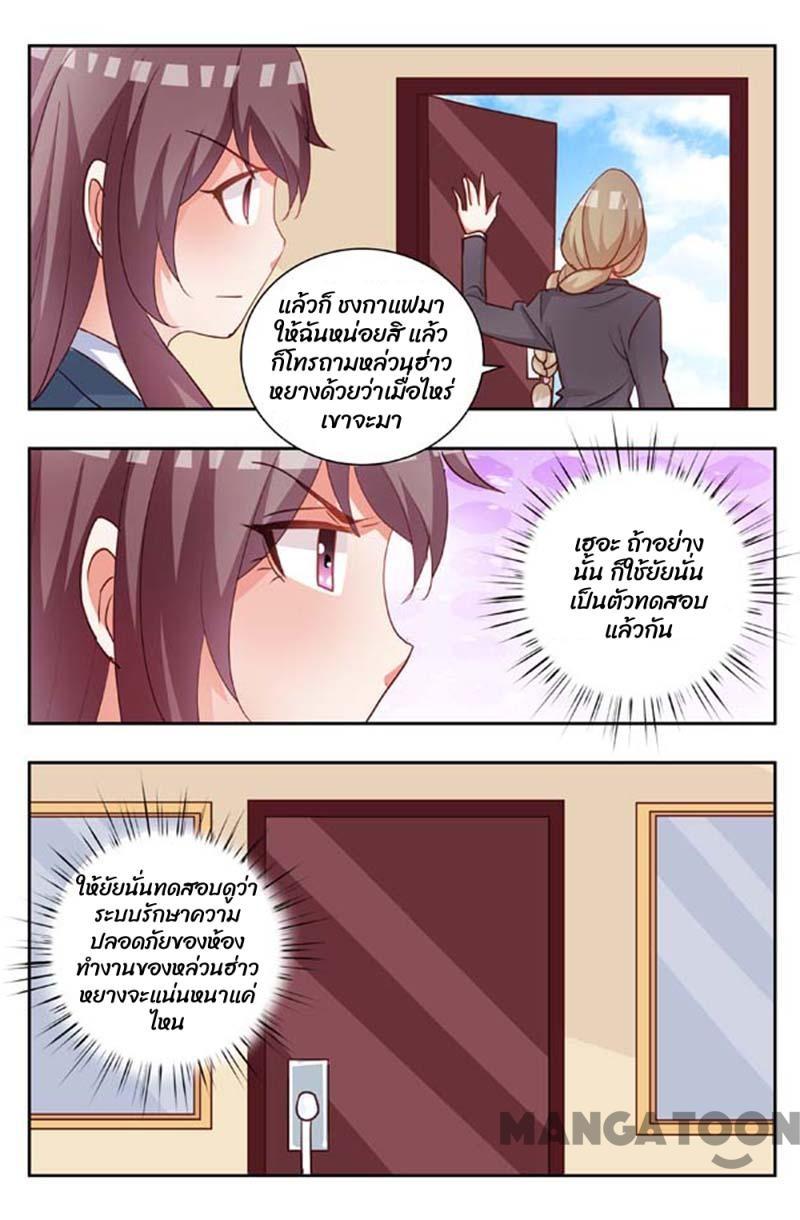 แล้วก็ ชงกาแฟมา
ให้ฉันหน่อยสิ แล้ว
ก็โทรถามหล่วนฮ่าว
หยางด้วยว่าเมื่อไหร่
เขาจะมา
เฮอะ ถ้าอย่าง
นั้น ก็ใช้ยัยนั่น
เป็นตัวทดสอบ
แล้วกัน
ให้ยัยนั่นทดสอบดูว่า
ระบบรักษาความ
ปลอดภัยของห้อง
ทำงานของหล่วนฮ่าว
หยางจะแน่นหนาแค่
ไหน
MANGATOON